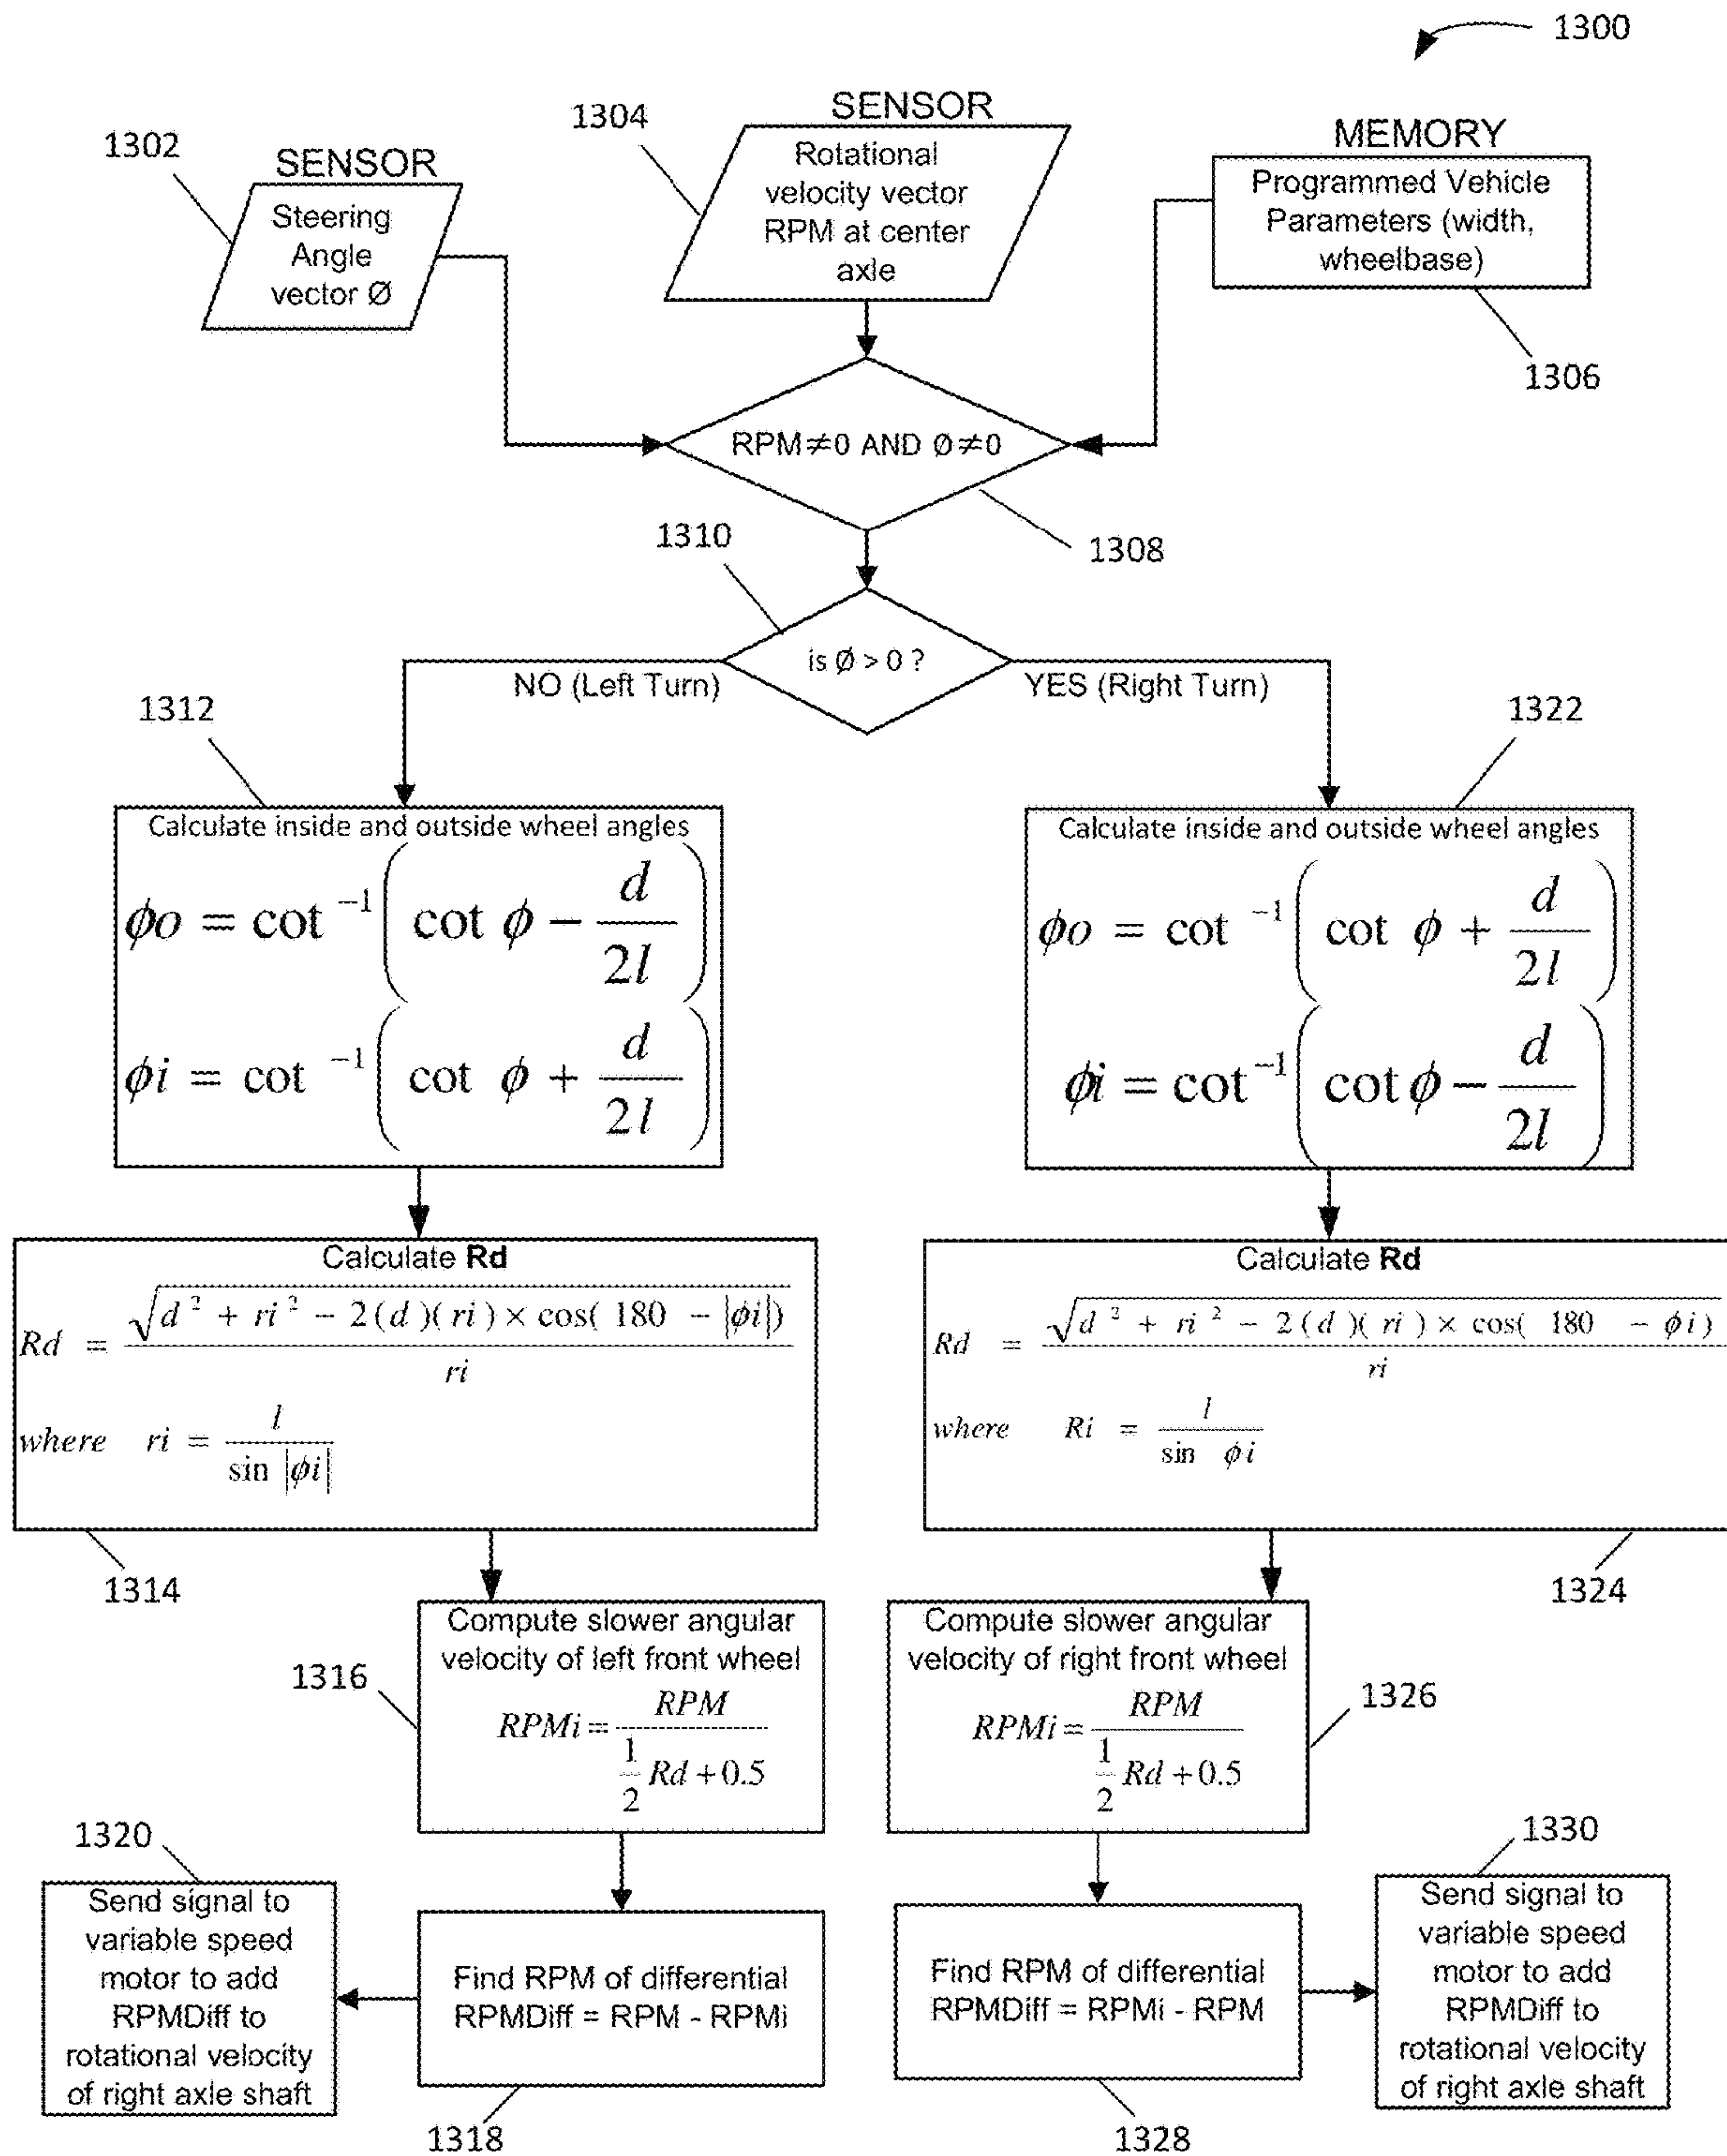 1300
1302
SENSOR
Steering
Angle
vector Ø
1304
SENSOR
Rotational
velocity vector
RPM at center
axle
MEMORY
Programmed Vehicle
Parameters (width,
wheelbase)
1306
RPM≠0 AND Ø≠0
1308
1310
is Ø > 0 ?
NO (Left Turn)
YES (Right Turn)
1312
Calculate inside and outside wheel angles
ϕo = cot ⁻¹( cot ϕ − d/2l )
ϕi = cot ⁻¹( cot ϕ + d/2l )
1322
Calculate inside and outside wheel angles
ϕo = cot ⁻¹( cot ϕ + d/2l )
ϕi = cot⁻¹( cot ϕ − d/2l )
Calculate Rd
Rd = √(d ² + ri ² − 2(d)(ri) × cos( 180 − |ϕi|)) / ri
where ri = l / sin |ϕi|
1314
Calculate Rd
Rd = √(d ² + ri ² − 2(d)(ri) × cos( 180 − ϕi)) / ri
where Ri = l / sin ϕi
1324
1316
Compute slower angular
velocity of left front wheel
RPMi = RPM / (1/2 Rd + 0.5)
Compute slower angular
velocity of right front wheel
RPMi = RPM / (1/2 Rd + 0.5)
1326
1320
Send signal to
variable speed
motor to add
RPMDiff to
rotational velocity
of right axle shaft
Find RPM of differential
RPMDiff = RPM - RPMi
1318
Find RPM of differential
RPMDiff = RPMi - RPM
1328
1330
Send signal to
variable speed
motor to add
RPMDiff to
rotational velocity
of right axle shaft